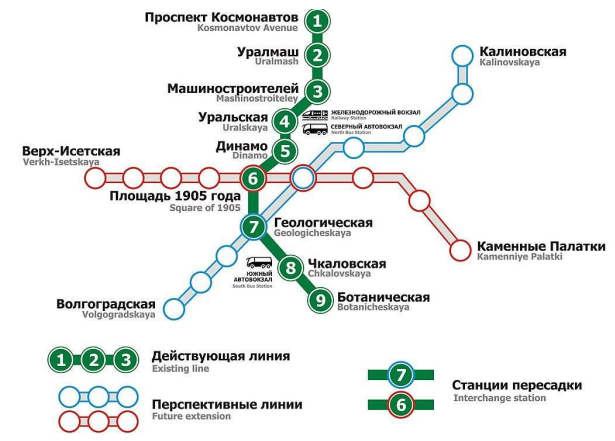 Проспект Космонавтов
Kosmonavtov Avenue
1
Уралмаш
Uralmash
2
Калиновская
Kalinovskaya
Машиностроителей
Mashinostroiteley
3
ЖЕЛЕЗНОДОРОЖНЫЙ ВОКЗАЛ
Railway Station
Уральская
Uralskaya
4
СЕВЕРНЫЙ АВТОВОКЗАЛ
North Bus Station
Динамо
Dinamo
5
Верх-Исетская
Verkh-Isetskaya
6
Площадь 1905 года
Square of 1905
7
Геологическая
Geologicheskaya
Каменные Палатки
Kamenniye Palatki
ЮЖНЫЙ
АВТОВОКЗАЛ
South Bus Station
8
Чкаловская
Chkalovskaya
Волгоградская
Volgogradskaya
9
Ботаническая
Botanicheskaya
1 2 3
Действующая линия
Existing line
Перспективные линии
Future extension
7
6
Станции пересадки
Interchange station